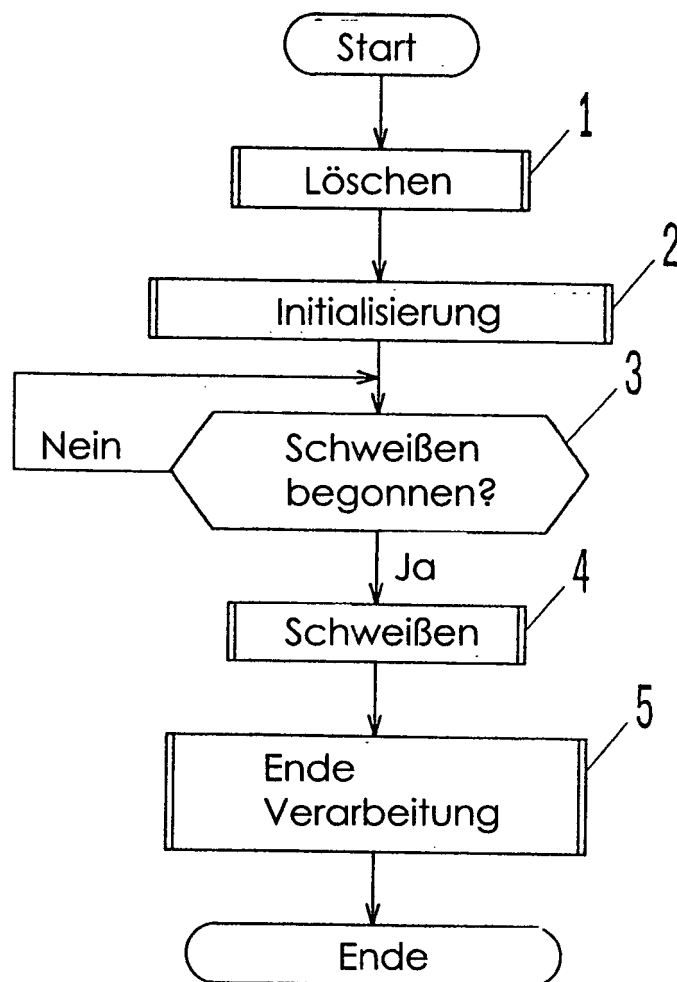 Start
1
Löschen
2
Initialisierung
3
Nein
Schweißen
begonnen?
Ja
4
Schweißen
5
Ende
Verarbeitung
Ende